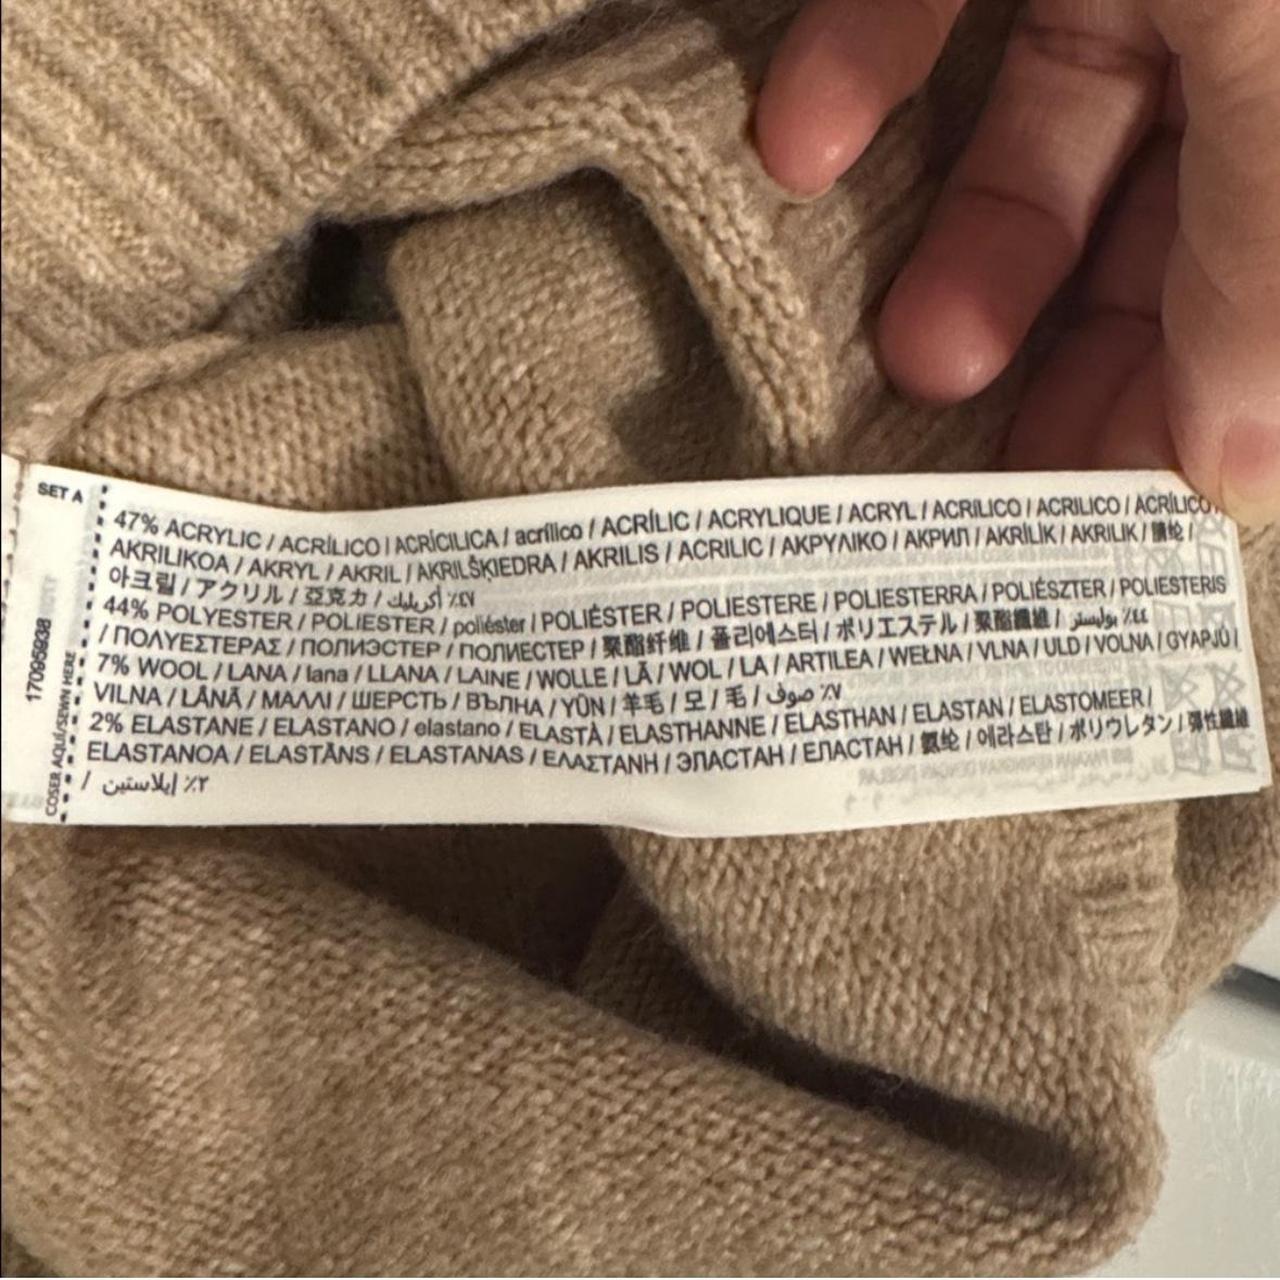 SET A
17095938
COSER AQUÍ/SEWN HERE
47% ACRYLIC / ACRÍLICO / ACRÍCILICA / acrílico / ACRÍLIC / ACRYLIQUE / ACRYL / ACRILICO / ACRILICO / ACRÍLICO /
AKRILIKOA / AKRYL / AKRIL / AKRILŠĶIEDRA / AKRILIS / ACRILIC / ΑΚΡΥΛΙΚΟ / АКРИЛ / AKRİLİK / AKRILIK / 腈纶 /
아크릴 / アクリル / 亞克力 / أكريليك ٤٧٪
44% POLYESTER / POLIESTER / poliéster / POLIÈSTER / POLIESTERE / POLIESTERRA / POLIÉSZTER / POLIESTERIS
/ ΠΟΛΥΕΣΤΕΡΑΣ / ПОЛИЭСТЕР / ПОЛИЕСТЕР / 聚酯纤维 / 폴리에스터 / ポリエステル / 聚酯纖維 / بوليستر ٤٤٪
7% WOOL / LANA / lana / LLANA / LAINE / WOLLE / LÃ / WOL / LA / ARTILEA / WEŁNA / VLNA / ULD / VOLNA / GYAPJÚ /
VILNA / LÂNĂ / ΜΑΛΛΙ / ШЕРСТЬ / ВЪЛНА / YÜN / 羊毛 / 모 / 毛 / صوف ٧٪
2% ELASTANE / ELASTANO / elastano / ELASTÀ / ELASTHANNE / ELASTHAN / ELASTAN / ELASTOMEER /
ELASTANOA / ELASTĀNS / ELASTANAS / ΕΛΑΣΤΑΝΗ / ЭЛАСТАН / ЕЛАСТАН / 氨纶 / 에라스탄 / ポリウレタン / 弾性纖維
/ إيلاستين ٢٪